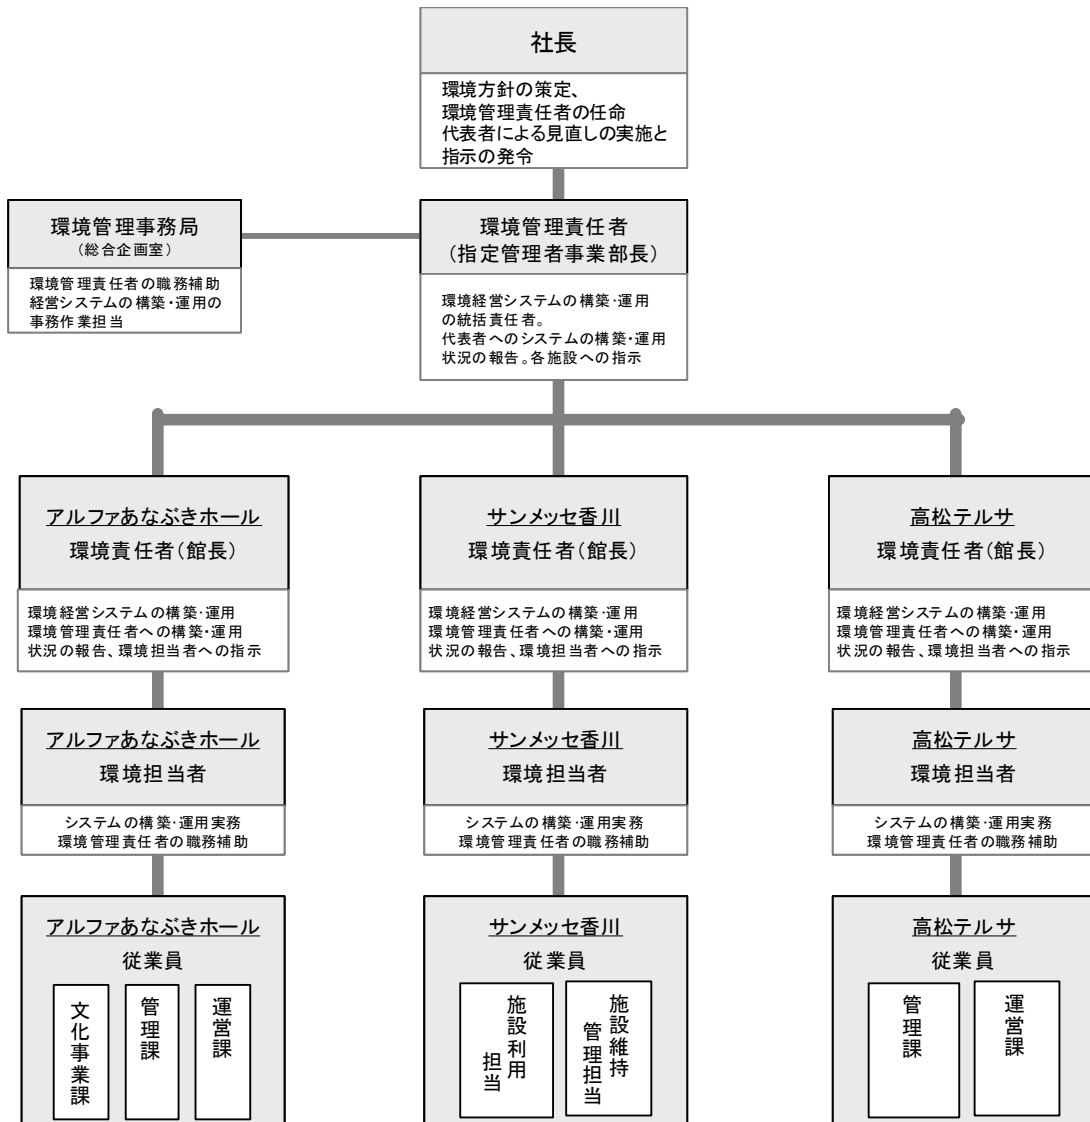 社長
環境方針の策定、
環境管理責任者の任命
代表者による見直しの実施と
指示の発令
環境管理事務局
(総合企画室)
環境管理責任者の職務補助
経営システムの構築・運用の
事務作業担当
環境管理責任者
(指定管理者事業部長)
環境経営システムの構築・運用
の統括責任者。
代表者へのシステムの構築・運用
状況の報告。各施設への指示
アルファあなぶきホール
環境責任者(館長)
環境経営システムの構築・運用
環境管理責任者への構築・運用
状況の報告、環境担当者への指示
サンメッセ香川
環境責任者(館長)
環境経営システムの構築・運用
環境管理責任者への構築・運用
状況の報告、環境担当者への指示
高松テルサ
環境責任者(館長)
環境経営システムの構築・運用
環境管理責任者への構築・運用
状況の報告、環境担当者への指示
アルファあなぶきホール
環境担当者
システムの構築・運用実務
環境管理責任者の職務補助
サンメッセ香川
環境担当者
システムの構築・運用実務
環境管理責任者の職務補助
高松テルサ
環境担当者
システムの構築・運用実務
環境管理責任者の職務補助
アルファあなぶきホール
従業員
文化事業課
管理課
運営課
サンメッセ香川
従業員
施設利用
担当
施設維持
管理担当
高松テルサ
従業員
管理課
運営課